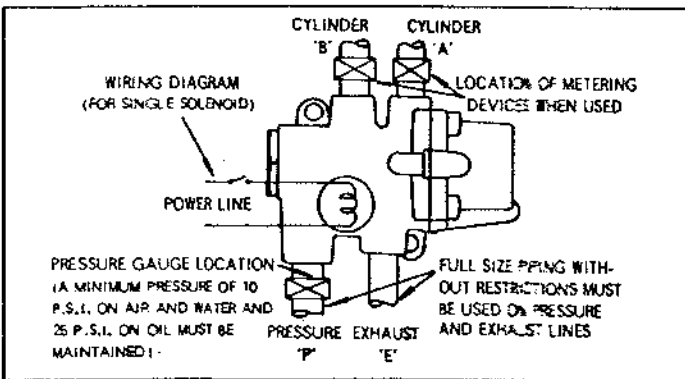 CYLINDER
'B'
CYLINDER
'A'
WIRING DIAGRAM
(FOR SINGLE SOLENOID)
LOCATION OF METERING
DEVICES WHEN USED
POWER LINE
PRESSURE GAUGE LOCATION
(A MINIMUM PRESSURE OF 10
P.S.I. ON AIR AND WATER AND
25 P.S.I. ON OIL MUST BE
MAINTAINED).
PRESSURE
'P'
EXHAUST
'E'
FULL SIZE PIPING WITH-
OUT RESTRICTIONS MUST
BE USED ON PRESSURE
AND EXHAUST LINES